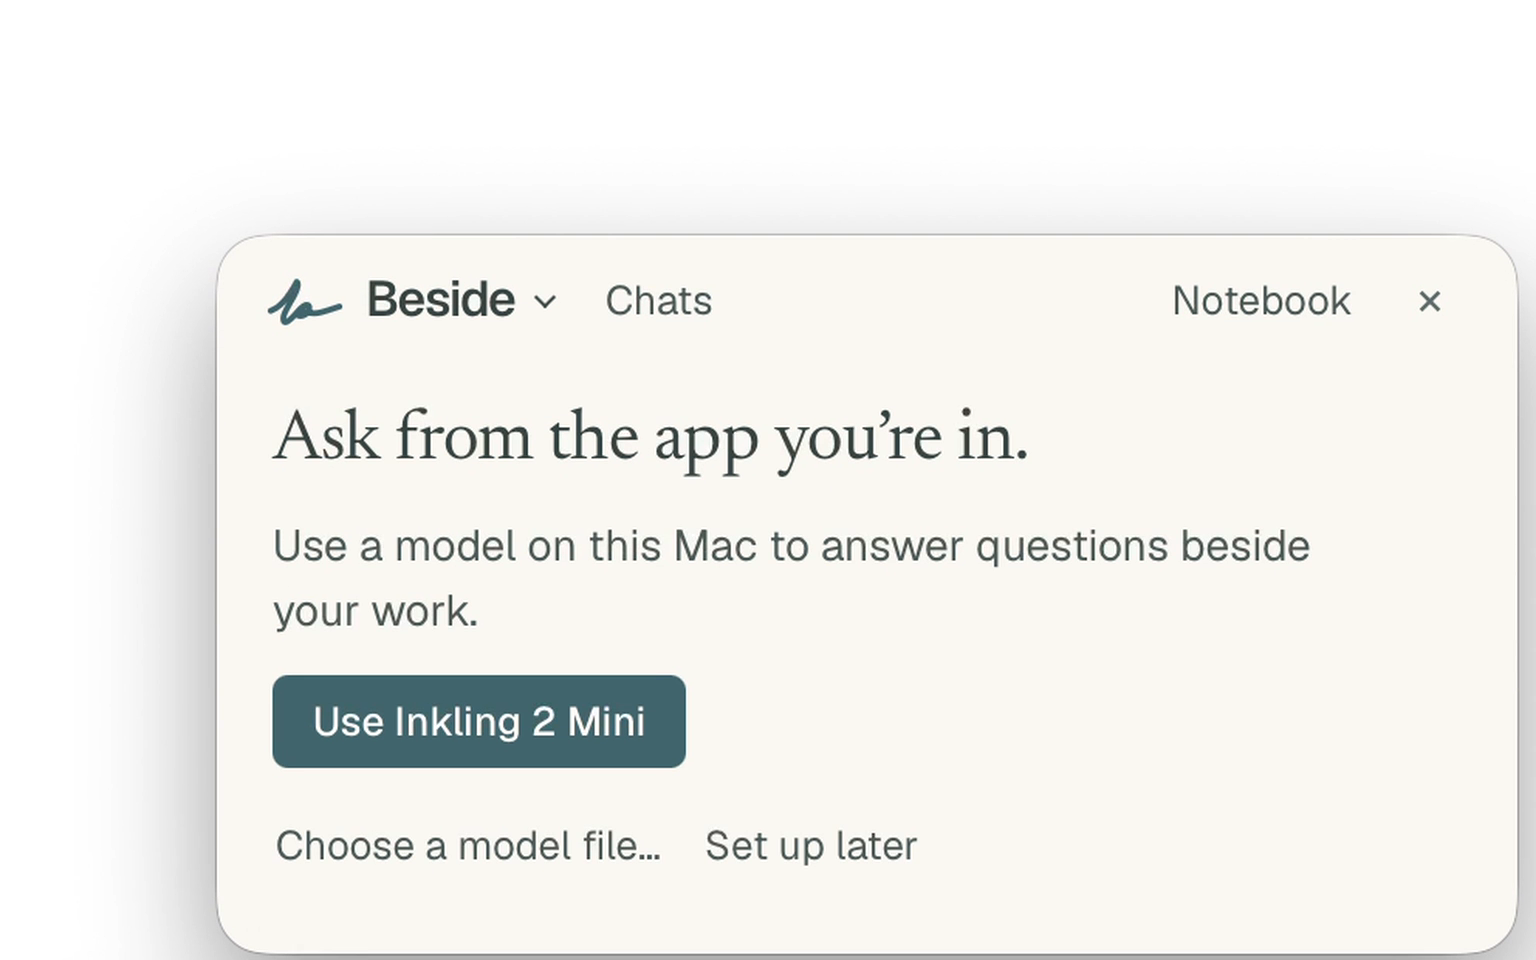 Beside Chats Notebook ×
Ask from the app you’re in.
Use a model on this Mac to answer questions beside
your work.
Use Inkling 2 Mini
Choose a model file… Set up later